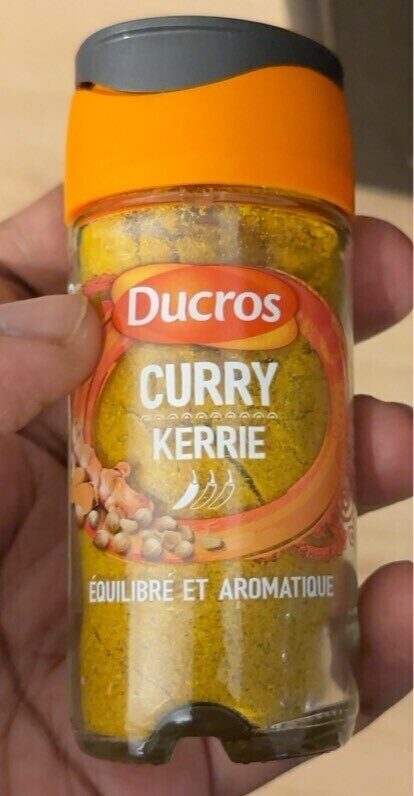 Ducros
CURRY
KERRIE
ÉQUILIBRÉ ET AROMATIQUE